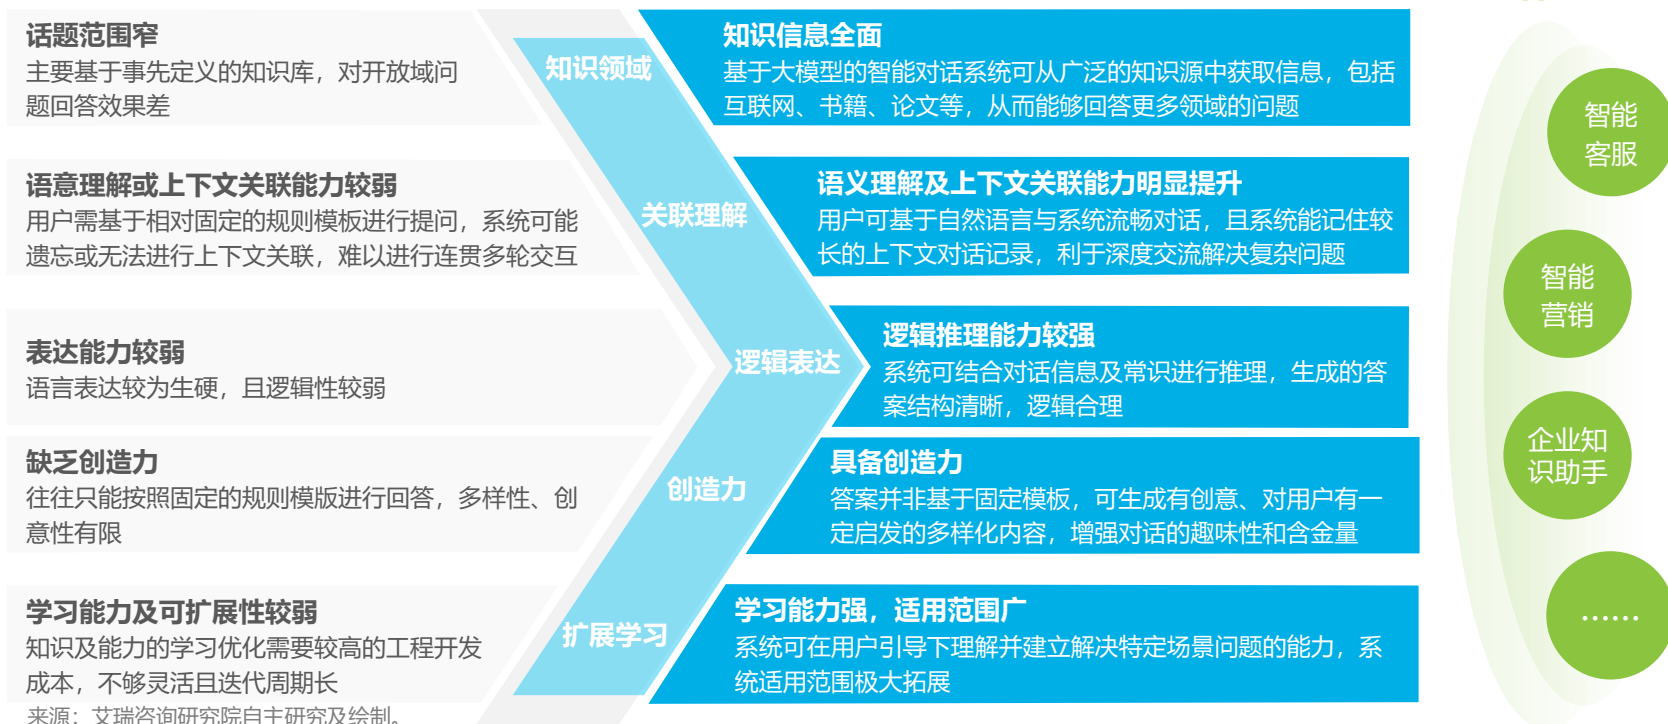 话题范围窄
主要基于事先定义的知识库，对开放域问
题回答效果差
知识领域
知识信息全面
基于大模型的智能对话系统可从广泛的知识源中获取信息，包括
互联网、书籍、论文等，从而能够回答更多领域的问题
语意理解或上下文关联能力较弱
用户需基于相对固定的规则模板进行提问，系统可能
遗忘或无法进行上下文关联，难以进行连贯多轮交互
关联理解
语义理解及上下文关联能力明显提升
用户可基于自然语言与系统流畅对话，且系统能记住较
长的上下文对话记录，利于深度交流解决复杂问题
表达能力较弱
语言表达较为生硬，且逻辑性较弱
逻辑表达
逻辑推理能力较强
系统可结合对话信息及常识进行推理，生成的答
案结构清晰，逻辑合理
缺乏创造力
往往只能按照固定的规则模版进行回答，多样性、创
意性有限
创造力
具备创造力
答案并非基于固定模板，可生成有创意、对用户有一
定启发的多样化内容，增强对话的趣味性和含金量
学习能力及可扩展性较弱
知识及能力的学习优化需要较高的工程开发
成本，不够灵活且迭代周期长
扩展学习
学习能力强，适用范围广
系统可在用户引导下理解并建立解决特定场景问题的能力，系
统适用范围极大拓展
智能
客服
智能
营销
企业知
识助手
……
来源：艾瑞咨询研究院自主研究及绘制。